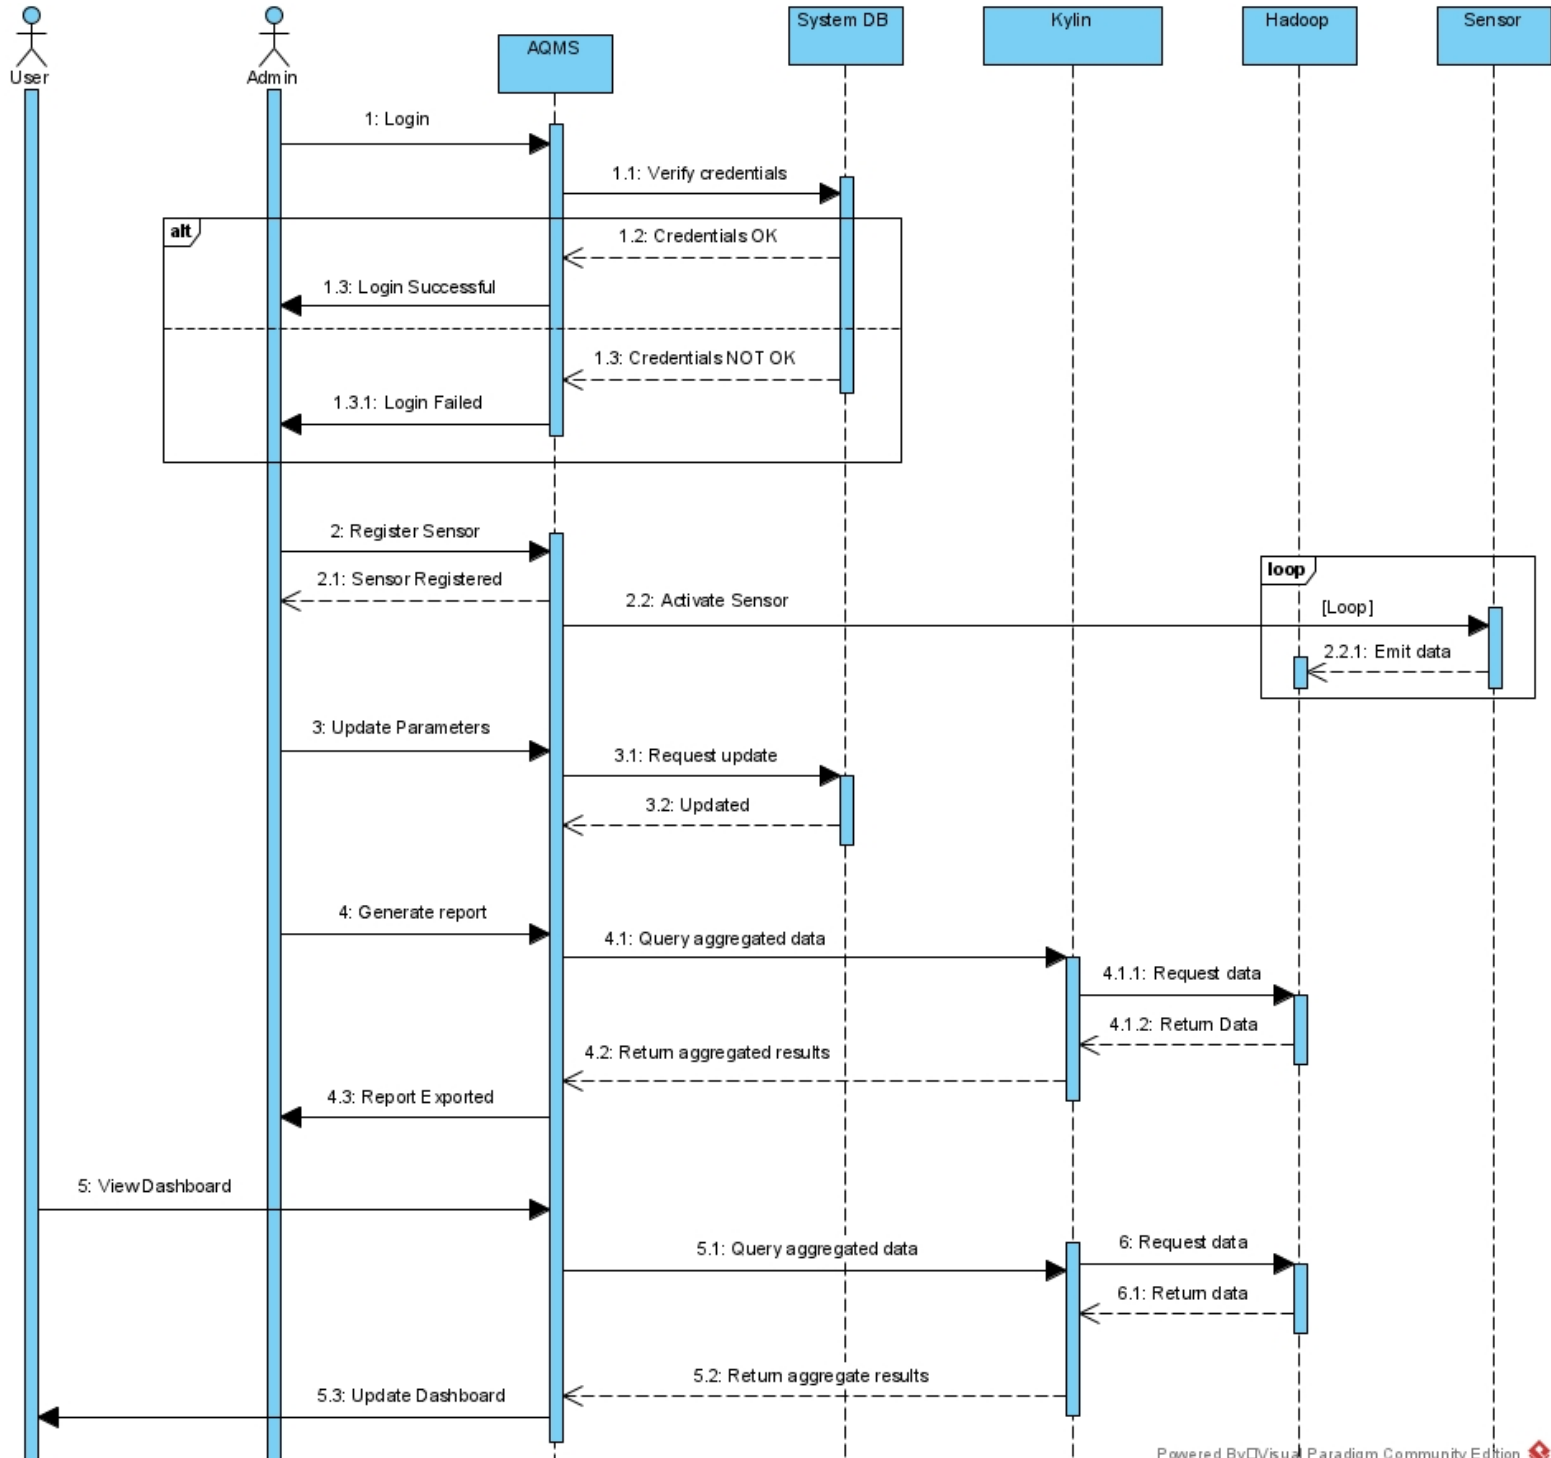 User
Admin
AQMS
System DB
Kylin
Hadoop
Sensor
1: Login
1.1: Verify credentials
alt
1.2: Credentials OK
1.3: Login Successful
1.3: Credentials NOT OK
1.3.1: Login Failed
2: Register Sensor
2.1: Sensor Registered
2.2: Activate Sensor
loop
[Loop]
2.2.1: Emit data
3: Update Parameters
3.1: Request update
3.2: Updated
4: Generate report
4.1: Query aggregated data
4.1.1: Request data
4.1.2: Return Data
4.2: Return aggregated results
4.3: Report Exported
5: View Dashboard
5.1: Query aggregated data
6: Request data
6.1: Return data
5.2: Return aggregate results
5.3: Update Dashboard
Powered By□Visual Paradigm Community Edition